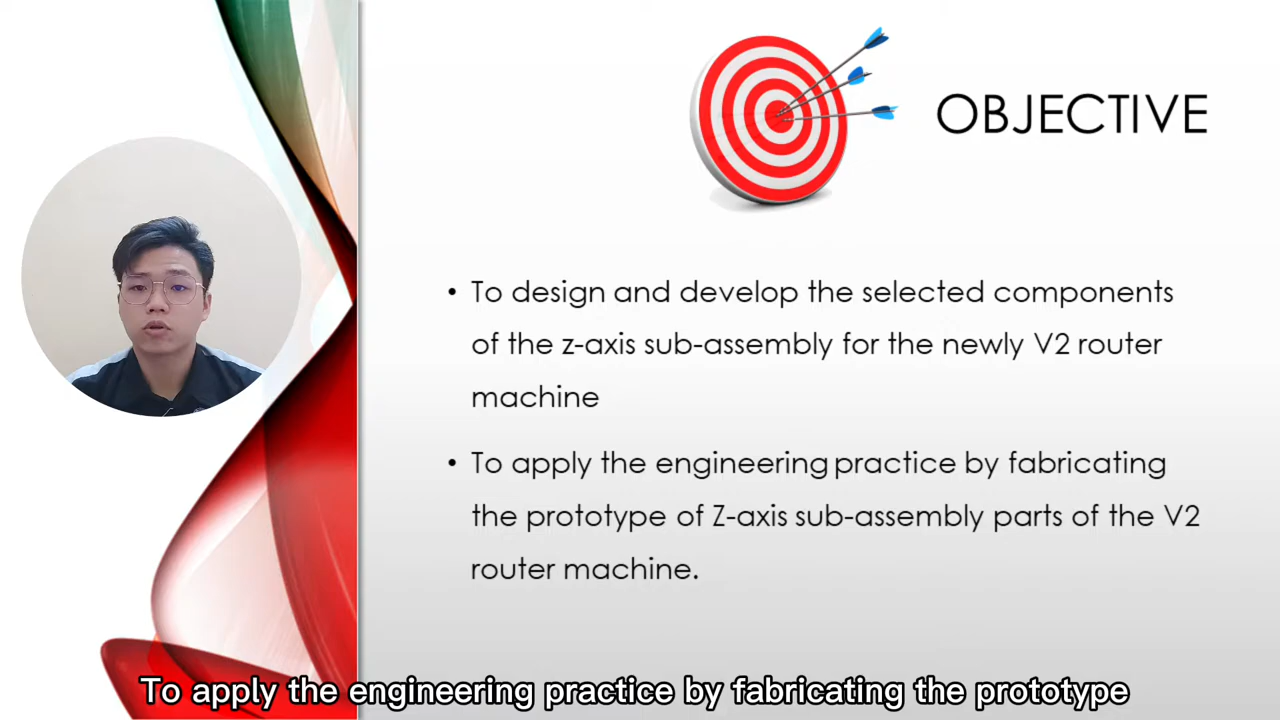 OBJECTIVE
• To design and develop the selected components
of the z-axis sub-assembly for the newly V2 router
machine
• To apply the engineering practice by fabricating
the prototype of Z-axis sub-assembly parts of the V2
router machine.
To apply the engineering practice by fabricating the prototype